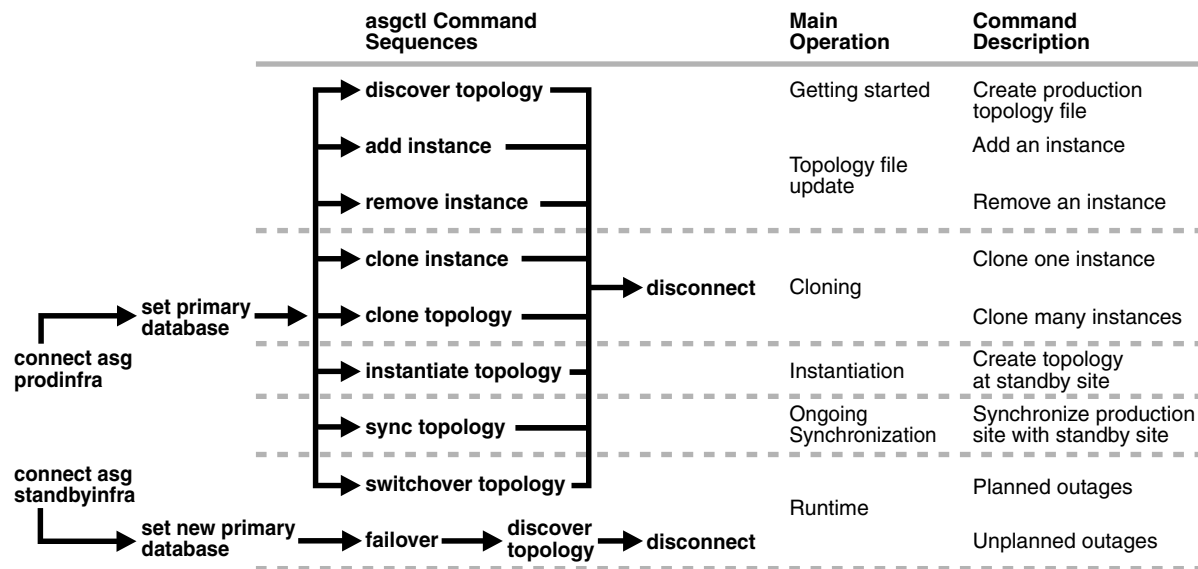 asgctl Command
Sequences
Main
Operation
Command
Description
discover topology
Getting started
Create production
topology file
add instance
Topology file
update
Add an instance
remove instance
Remove an instance
clone instance
Clone one instance
set primary
database
disconnect
Cloning
clone topology
Clone many instances
connect asg
prodinfra
instantiate topology
Instantiation
Create topology
at standby site
sync topology
Ongoing
Synchronization
Synchronize production
site with standby site
connect asg
standbyinfra
switchover topology
Runtime
Planned outages
set new primary
database
failover
discover
topology
disconnect
Unplanned outages